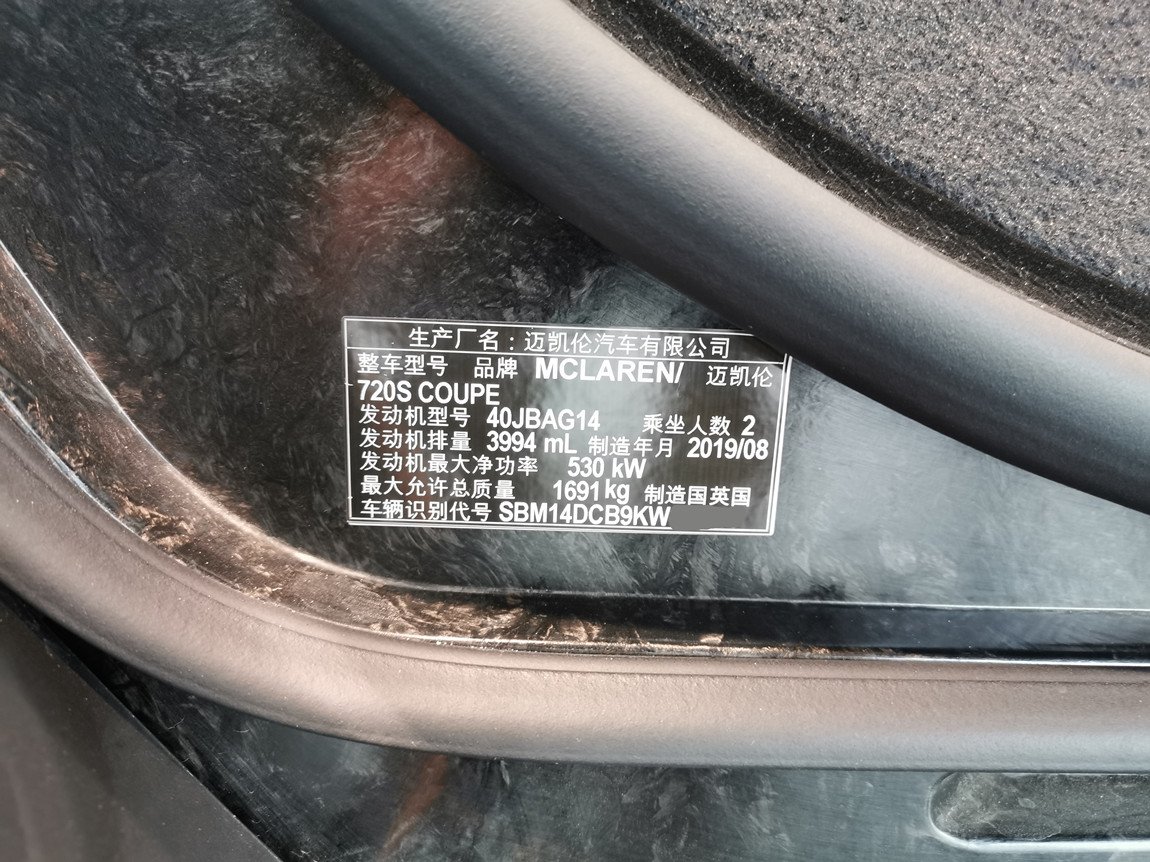 生产厂名：迈凯伦汽车有限公司
整车型号 品牌 MCLAREN/ 迈凯伦
720S COUPE
发动机型号 40JBAG14 乘坐人数 2
发动机排量 3994 mL 制造年月 2019/08
发动机最大净功率 530 kW
最大允许总质量 1691 kg 制造国英国
车辆识别代号 SBM14DCB9KW